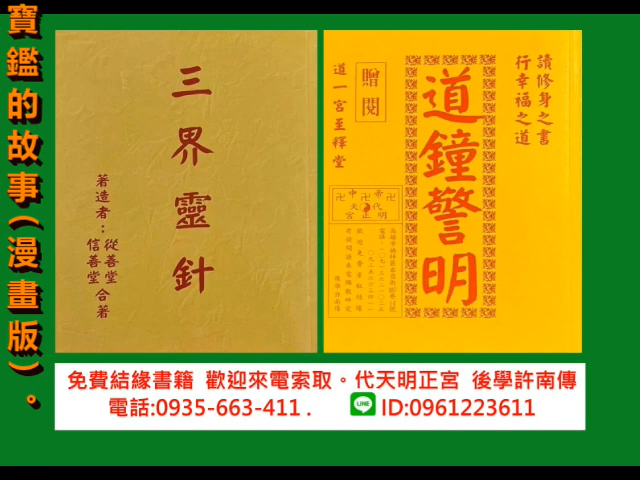 寶鑑的故事(漫畫版)。
三界靈針
著造者：
從善堂
信善堂
合著
讀修身之書
行幸福之道
道鐘警明
贈閱
道一宮至釋堂
免費結緣書籍 歡迎來電索取。代天明正宮 後學許南傳
電話:0935-663-411 .
LINE
ID:0961223611